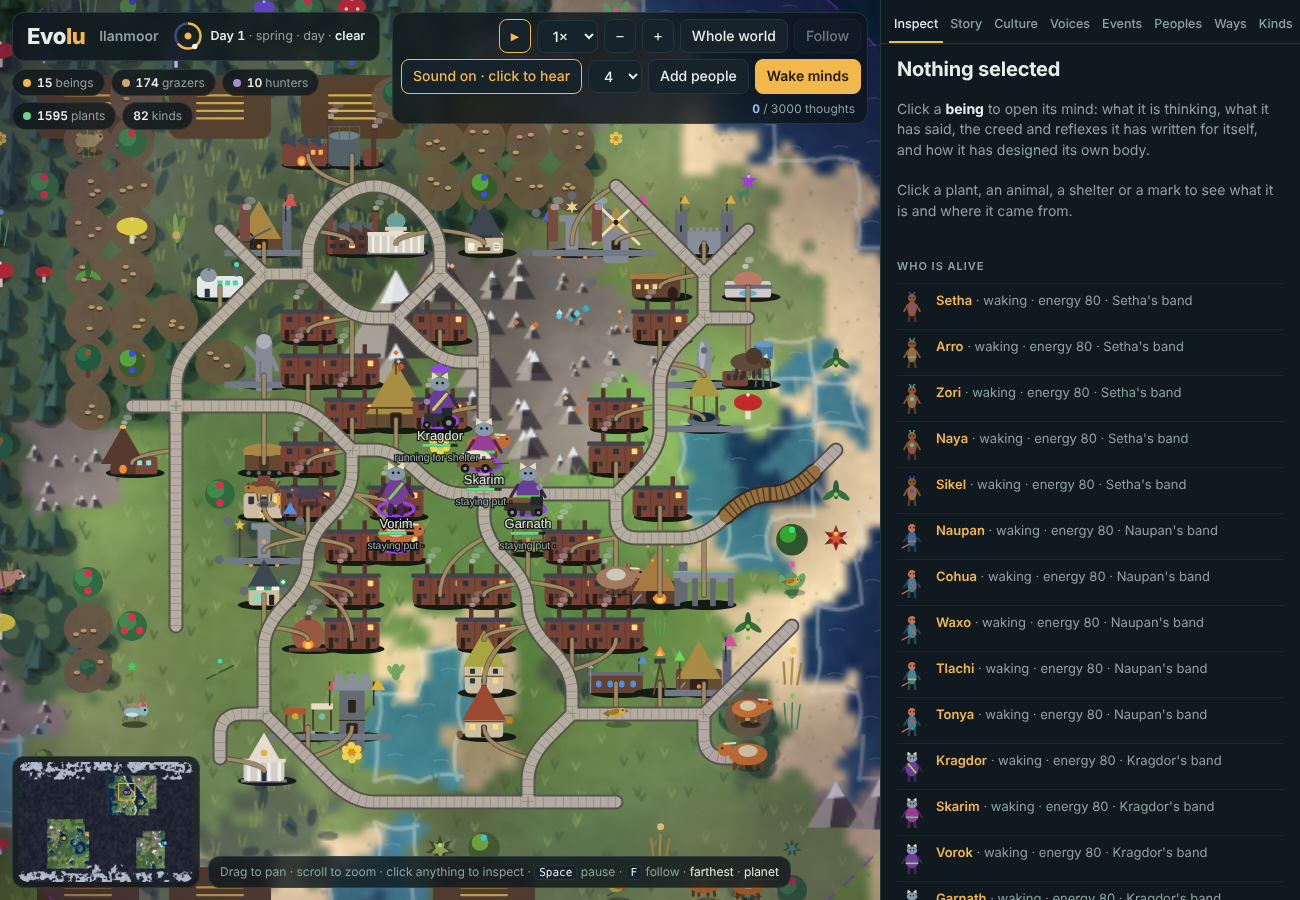 Evolu llanmoor Day 1 · spring · day · clear
15 beings
174 grazers
10 hunters
1595 plants
82 kinds
▶ 1× − + Whole world Follow
Sound on · click to hear 4 Add people Wake minds
0 / 3000 thoughts
Kragdor
running for shelter
Skarim
staying put ·
Vorim
staying put ·
Garnath
staying put ·
Drag to pan · scroll to zoom · click anything to inspect · Space pause · F follow · farthest · planet
Inspect Story Culture Voices Events Peoples Ways Kinds
Nothing selected
Click a being to open its mind: what it is thinking, what it
has said, the creed and reflexes it has written for itself,
and how it has designed its own body.
Click a plant, an animal, a shelter or a mark to see what it
is and where it came from.
WHO IS ALIVE
Setha · waking · energy 80 · Setha's band
Arro · waking · energy 80 · Setha's band
Zori · waking · energy 80 · Setha's band
Naya · waking · energy 80 · Setha's band
Sikel · waking · energy 80 · Setha's band
Naupan · waking · energy 80 · Naupan's band
Cohua · waking · energy 80 · Naupan's band
Waxo · waking · energy 80 · Naupan's band
Tlachi · waking · energy 80 · Naupan's band
Tonya · waking · energy 80 · Naupan's band
Kragdor · waking · energy 80 · Kragdor's band
Skarim · waking · energy 80 · Kragdor's band
Vorok · waking · energy 80 · Kragdor's band
Garnath · waking · energy 80 · Kragdor's band